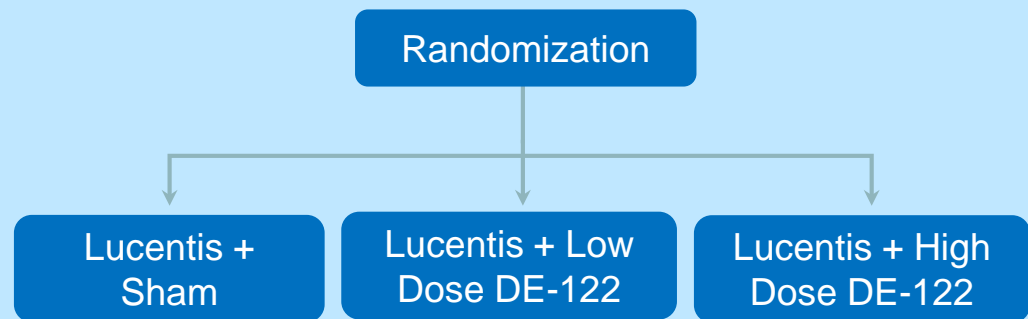 Randomization
Lucentis +
Sham
Lucentis + Low
Dose DE-122
Lucentis + High
Dose DE-122